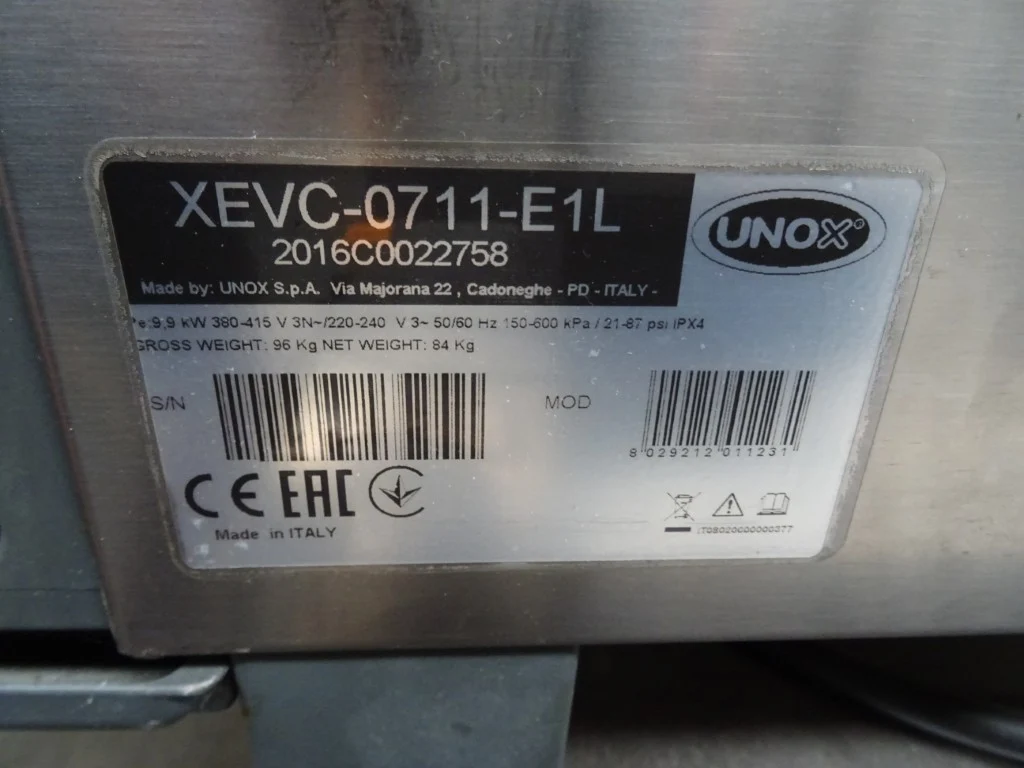 XEVC-0711-E1L
2016C0022758
UNOX®
Made by: UNOX S.p.A. Via Majorana 22 , Cadoneghe - PD - ITALY -
Pe:9,9 kW 380-415 V 3N~/220-240 V 3~ 50/60 Hz 150-600 kPa / 21-87 psi IPX4
GROSS WEIGHT: 96 Kg NET WEIGHT: 84 Kg
S/N
MOD
8 029212 011231
CE EAC
Made in ITALY
IT08020000000377